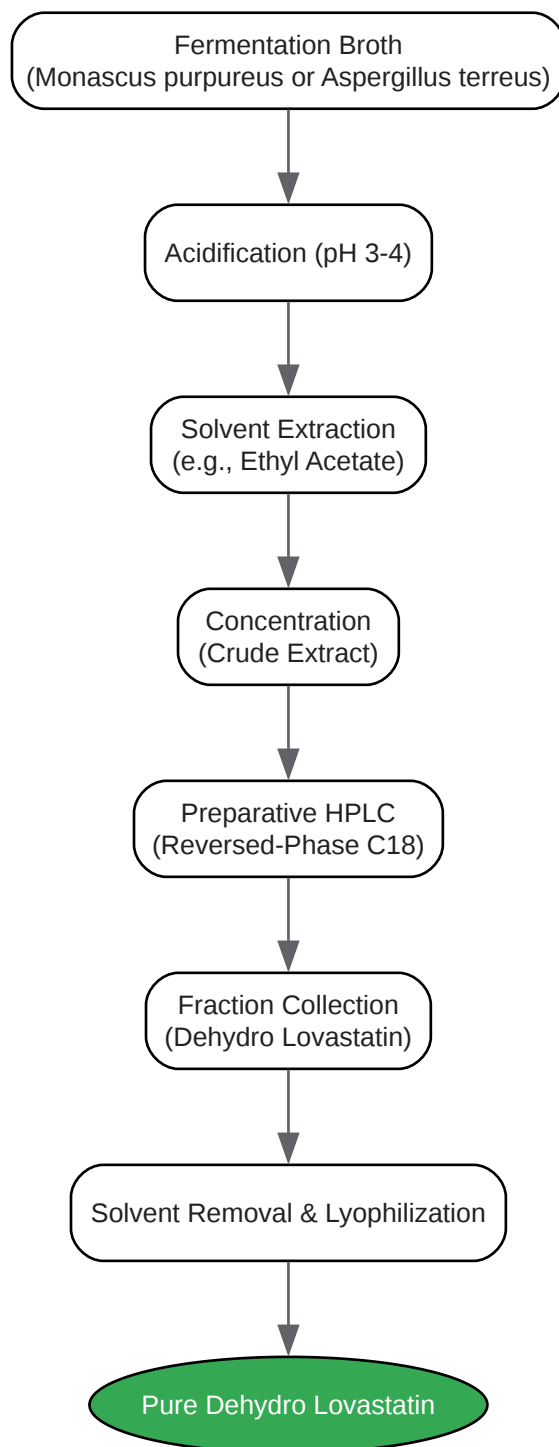 Fermentation Broth
(Monascus purpureus or Aspergillus terreus)
Acidification (pH 3-4)
Solvent Extraction
(e.g., Ethyl Acetate)
Concentration
(Crude Extract)
Preparative HPLC
(Reversed-Phase C18)
Fraction Collection
(Dehydro Lovastatin)
Solvent Removal & Lyophilization
Pure Dehydro Lovastatin